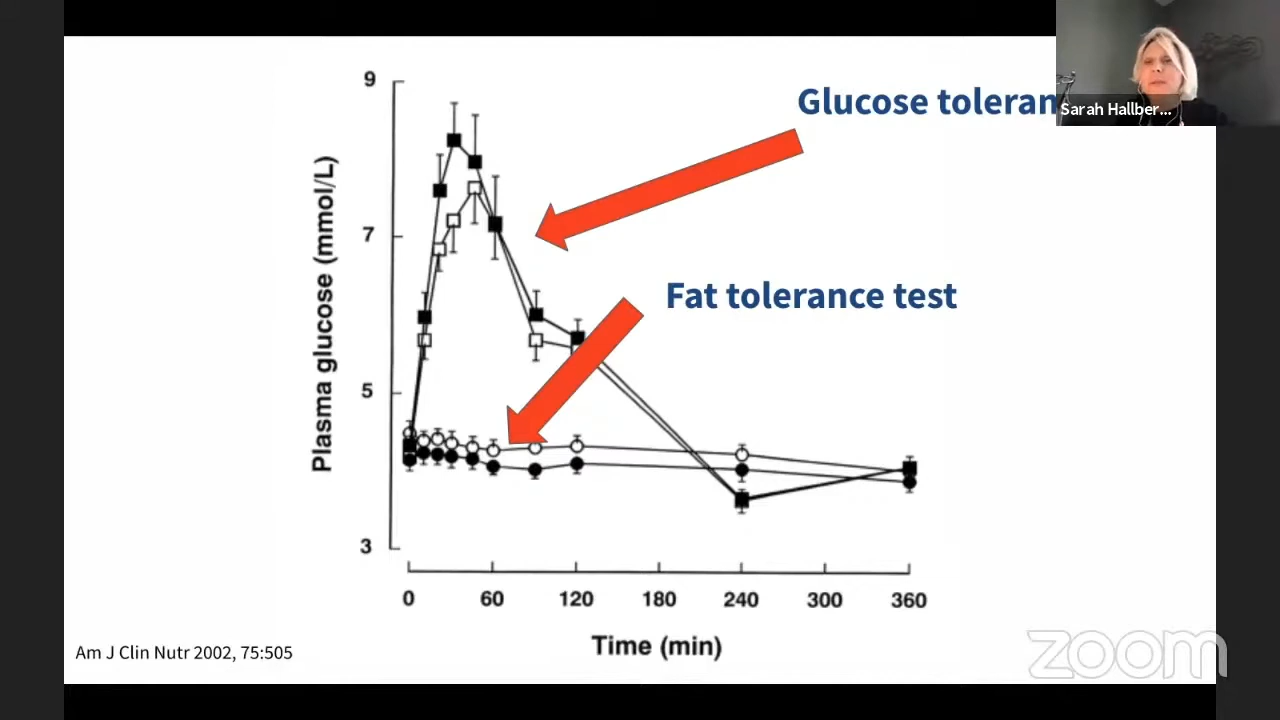 Glucose toleran
Sarah Hallber...
Fat tolerance test
Plasma glucose (mmol/L)
9
7
5
3
0 60 120 180 240 300 360
Time (min)
Am J Clin Nutr 2002, 75:505
zoom